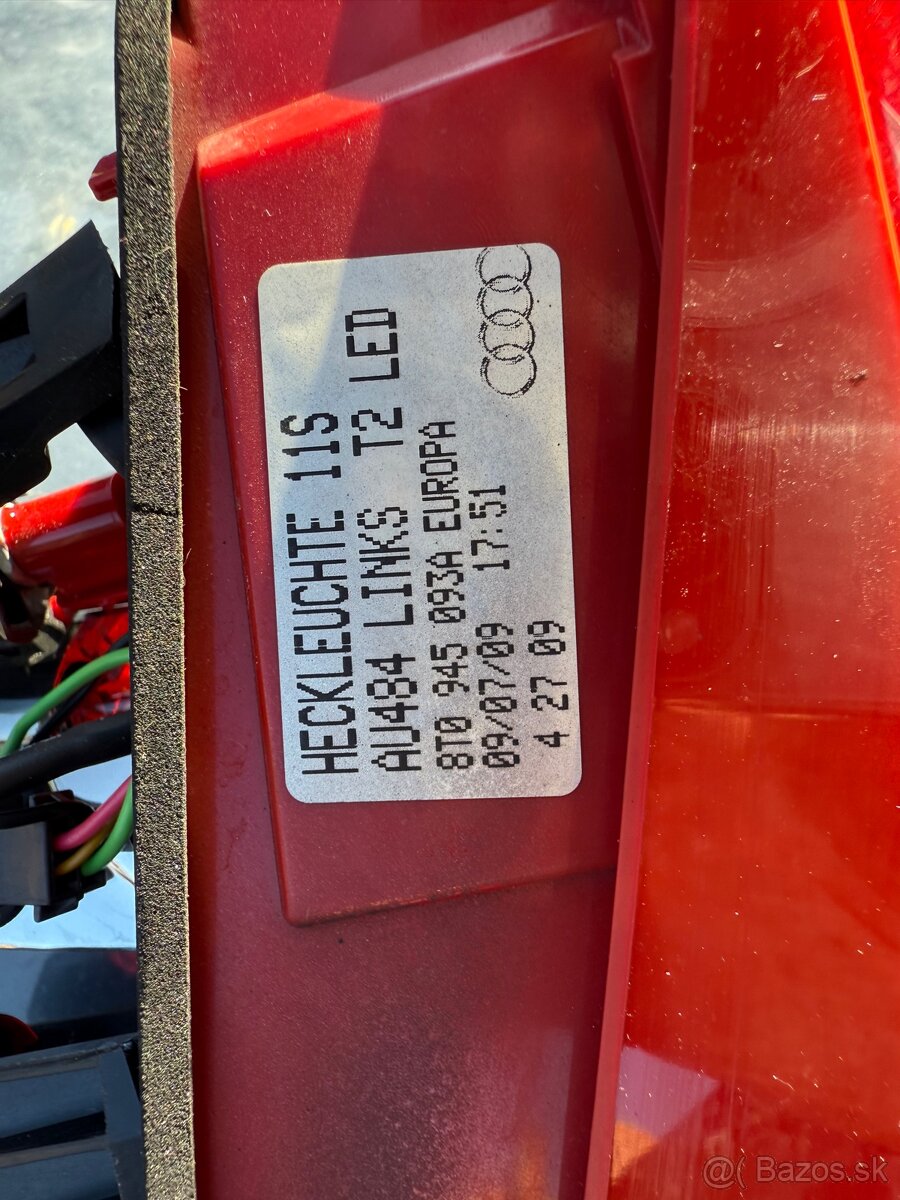 HECKLEUCHTE 11S
AU484 LINKS T2 LED
8T0 945 093A EUROPA
09/07/09 17:51
4 27 09
@( Bazos.sk